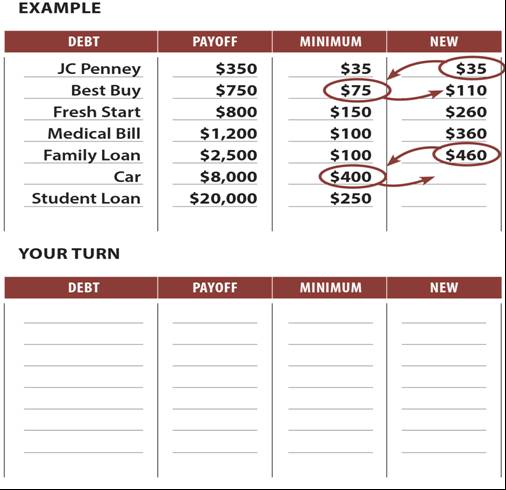 EXAMPLE
DEBT PAYOFF MINIMUM NEW
JC Penney $350 $35 $35
Best Buy $750 $75 $110
Fresh Start $800 $150 $260
Medical Bill $1,200 $100 $360
Family Loan $2,500 $100 $460
Car $8,000 $400
Student Loan $20,000 $250
YOUR TURN
DEBT PAYOFF MINIMUM NEW